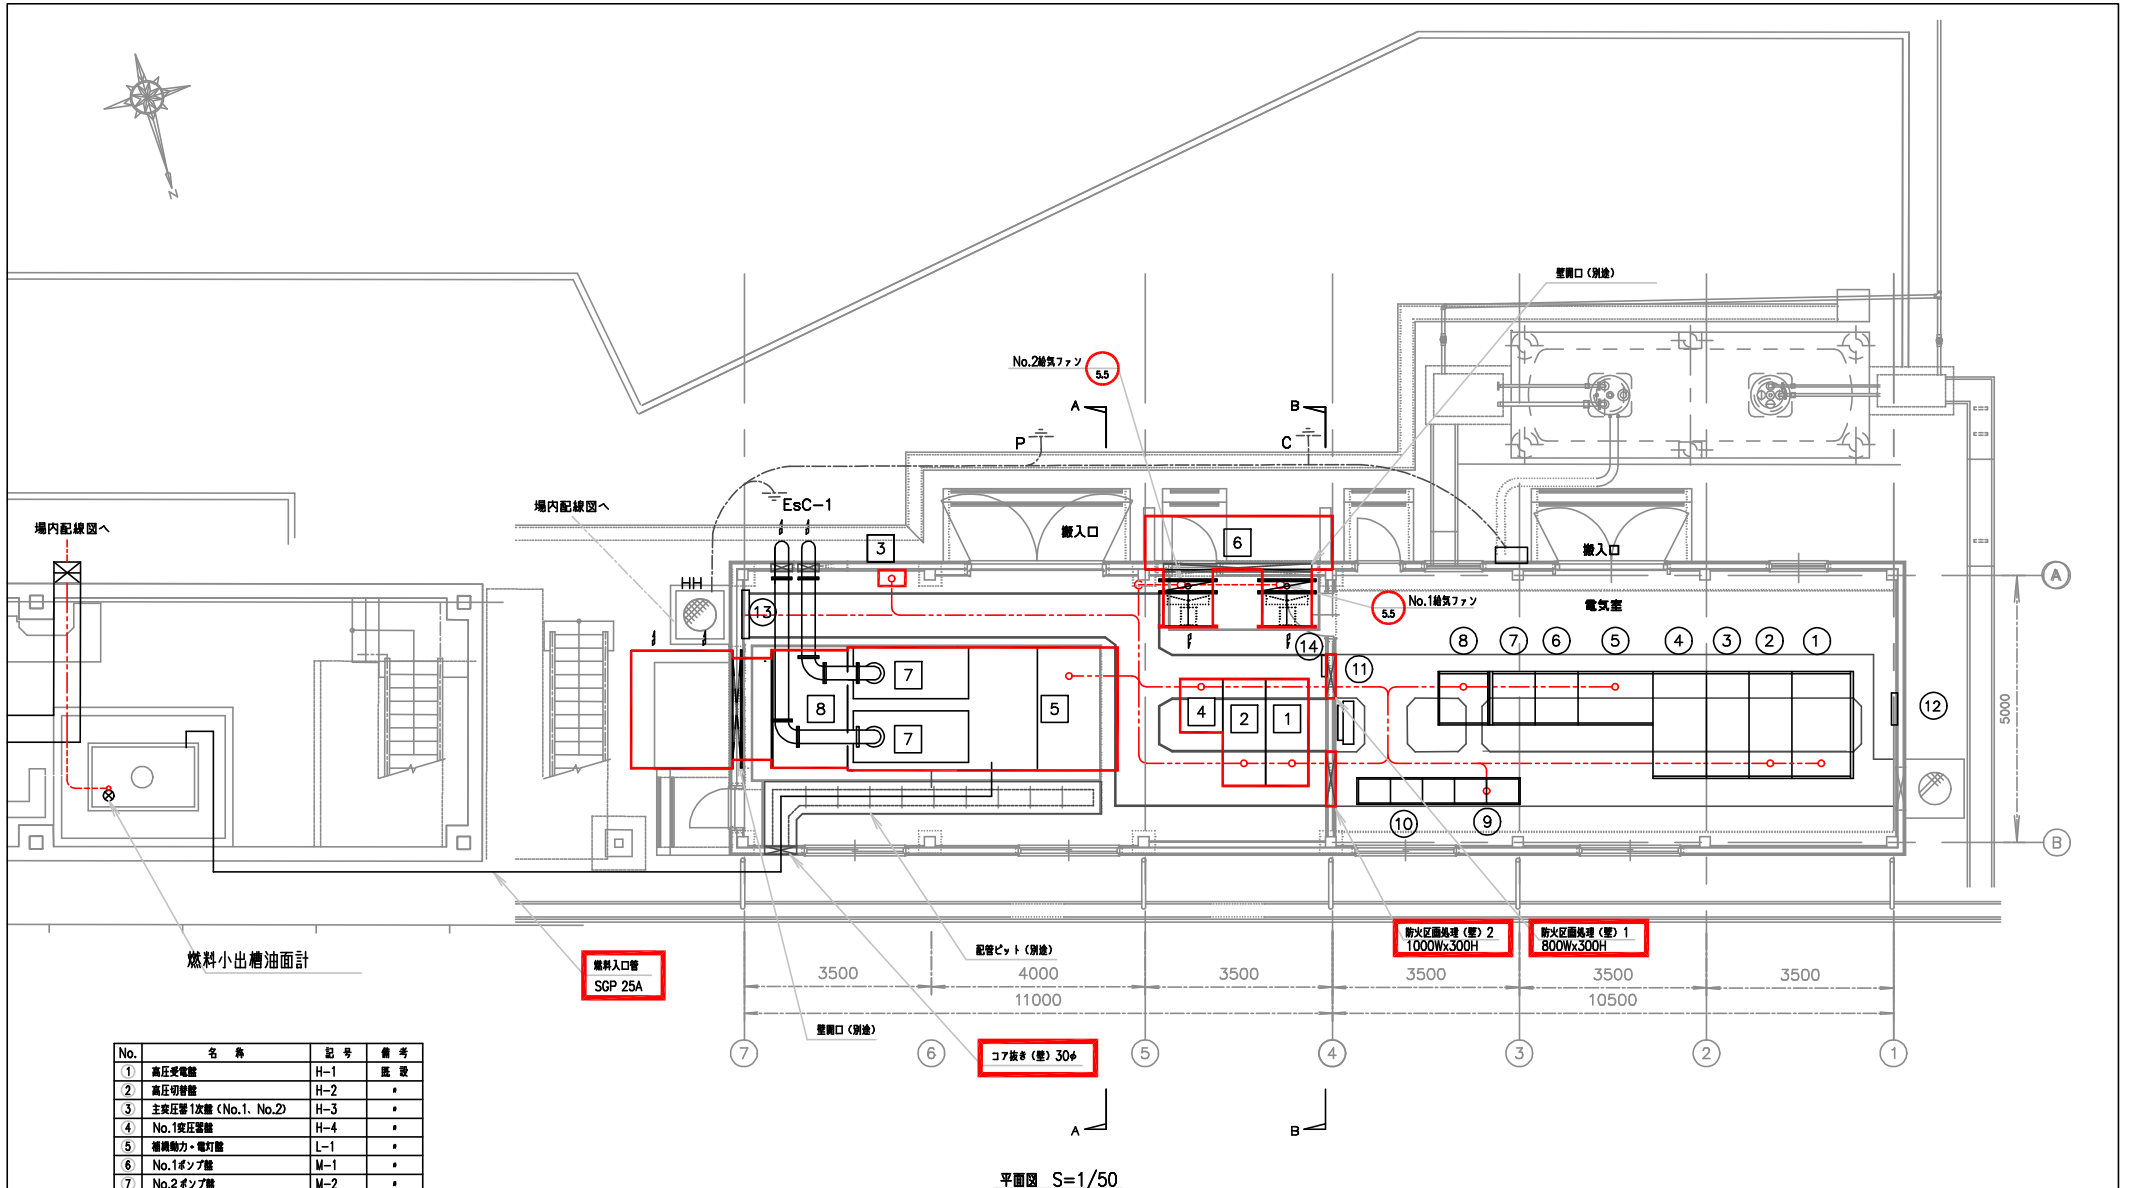 N
壁開口（別途）
No.2給気ファン
5.5
A
B
P
C
EsC-1
場内配線図へ
場内配線図へ
搬入口
搬入口
3
6
HH
13
No.1給気ファン
5.5
電気室
A
14
11
8
7
6
5
4
3
2
1
7
8
5
7
4
2
1
12
5000
10
9
B
燃料小出槽油面計
燃料入口管
SGP 25A
配管ピット（別途）
防火区画処理（壁）2
1000Wx300H
防火区画処理（壁）1
800Wx300H
3500
4000
3500
3500
3500
3500
11000
10500
壁開口（別途）
コア抜き（壁）30φ
7
6
5
4
3
2
1
A
B
平面図 S=1/50
No. 名 称 記 号 備 考
1 高圧受電盤 H-1 既 設
2 高圧切替盤 H-2 〃
3 主変圧器1次盤（No.1、No.2） H-3 〃
4 No.1変圧器盤 H-4 〃
5 補機動力・電灯盤 L-1 〃
6 No.1ポンプ盤 M-1 〃
7 No.2ポンプ盤 M-2 〃